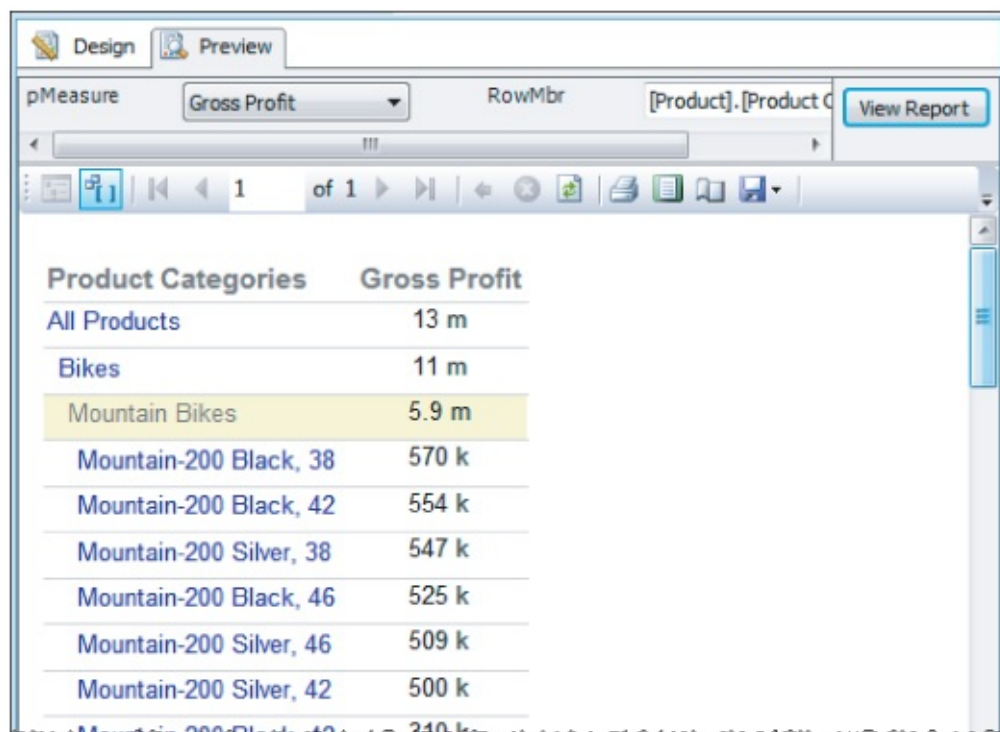 Design Preview
pMeasure Gross Profit RowMbr [Product].[Product C View Report
1 of 1
Product Categories Gross Profit
All Products 13 m
Bikes 11 m
Mountain Bikes 5.9 m
Mountain-200 Black, 38 570 k
Mountain-200 Black, 42 554 k
Mountain-200 Silver, 38 547 k
Mountain-200 Black, 46 525 k
Mountain-200 Silver, 46 509 k
Mountain-200 Silver, 42 500 k